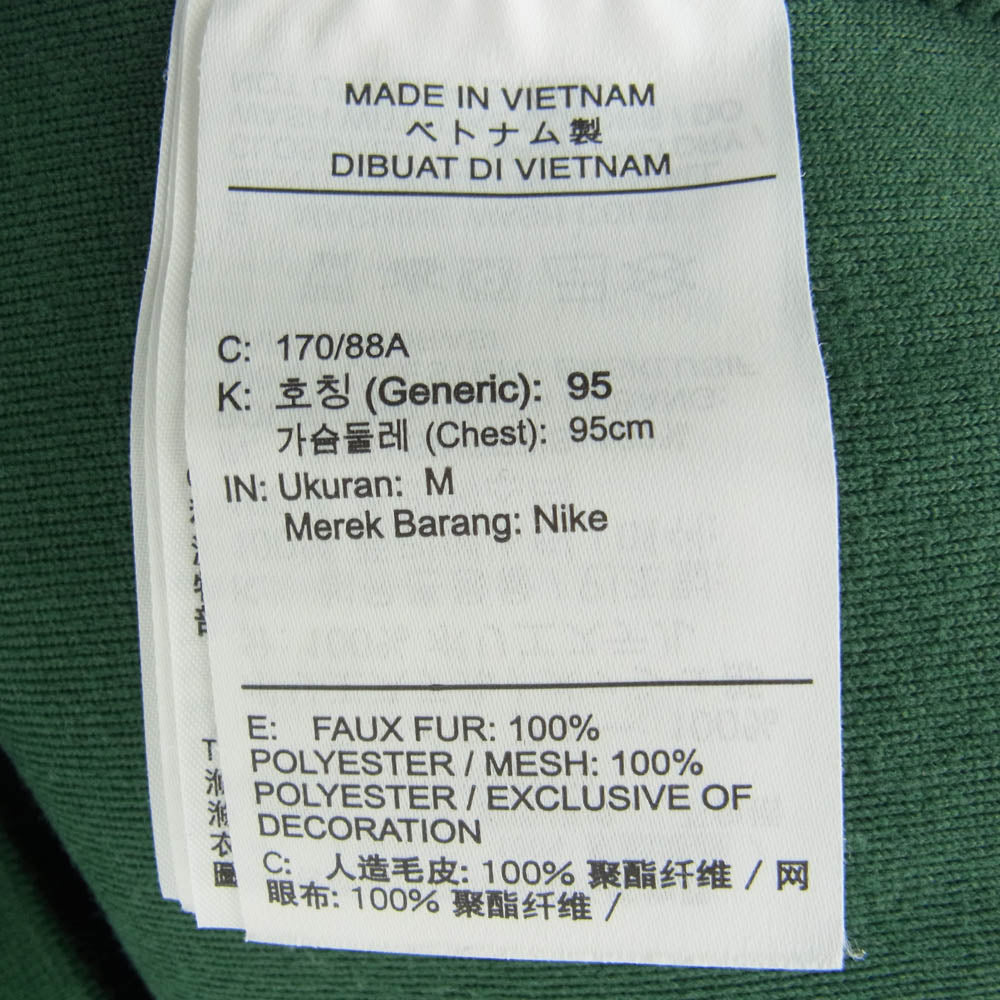 MADE IN VIETNAM
ベトナム製
DIBUAT DI VIETNAM
C: 170/88A
K: 호칭 (Generic): 95
가슴둘레 (Chest): 95cm
IN: Ukuran: M
Merek Barang: Nike
E: FAUX FUR: 100%
POLYESTER / MESH: 100%
POLYESTER / EXCLUSIVE OF
DECORATION
C: 人造毛皮: 100% 聚酯纤维 / 网
眼布: 100% 聚酯纤维 /